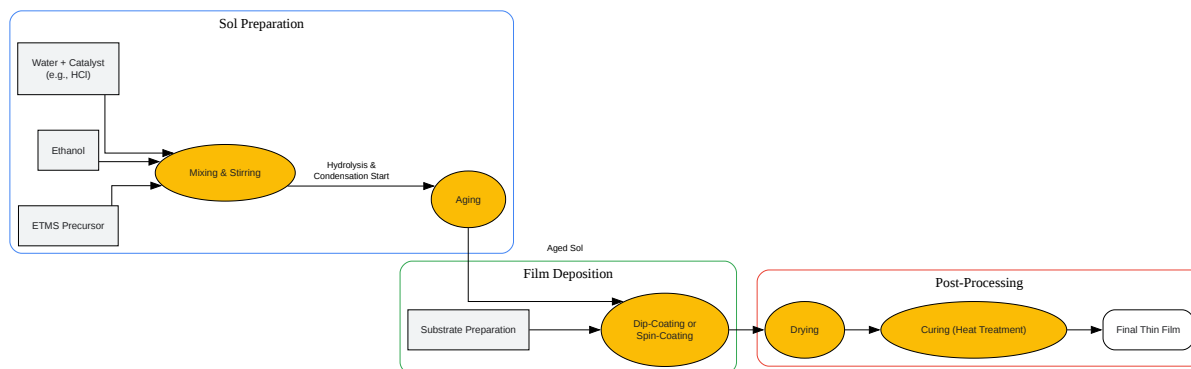 Sol Preparation
Water + Catalyst
(e.g., HCl)
Ethanol
ETMS Precursor
Mixing & Stirring
Hydrolysis &
Condensation Start
Aging
Aged Sol
Film Deposition
Substrate Preparation
Dip-Coating or
Spin-Coating
Post-Processing
Drying
Curing (Heat Treatment)
Final Thin Film